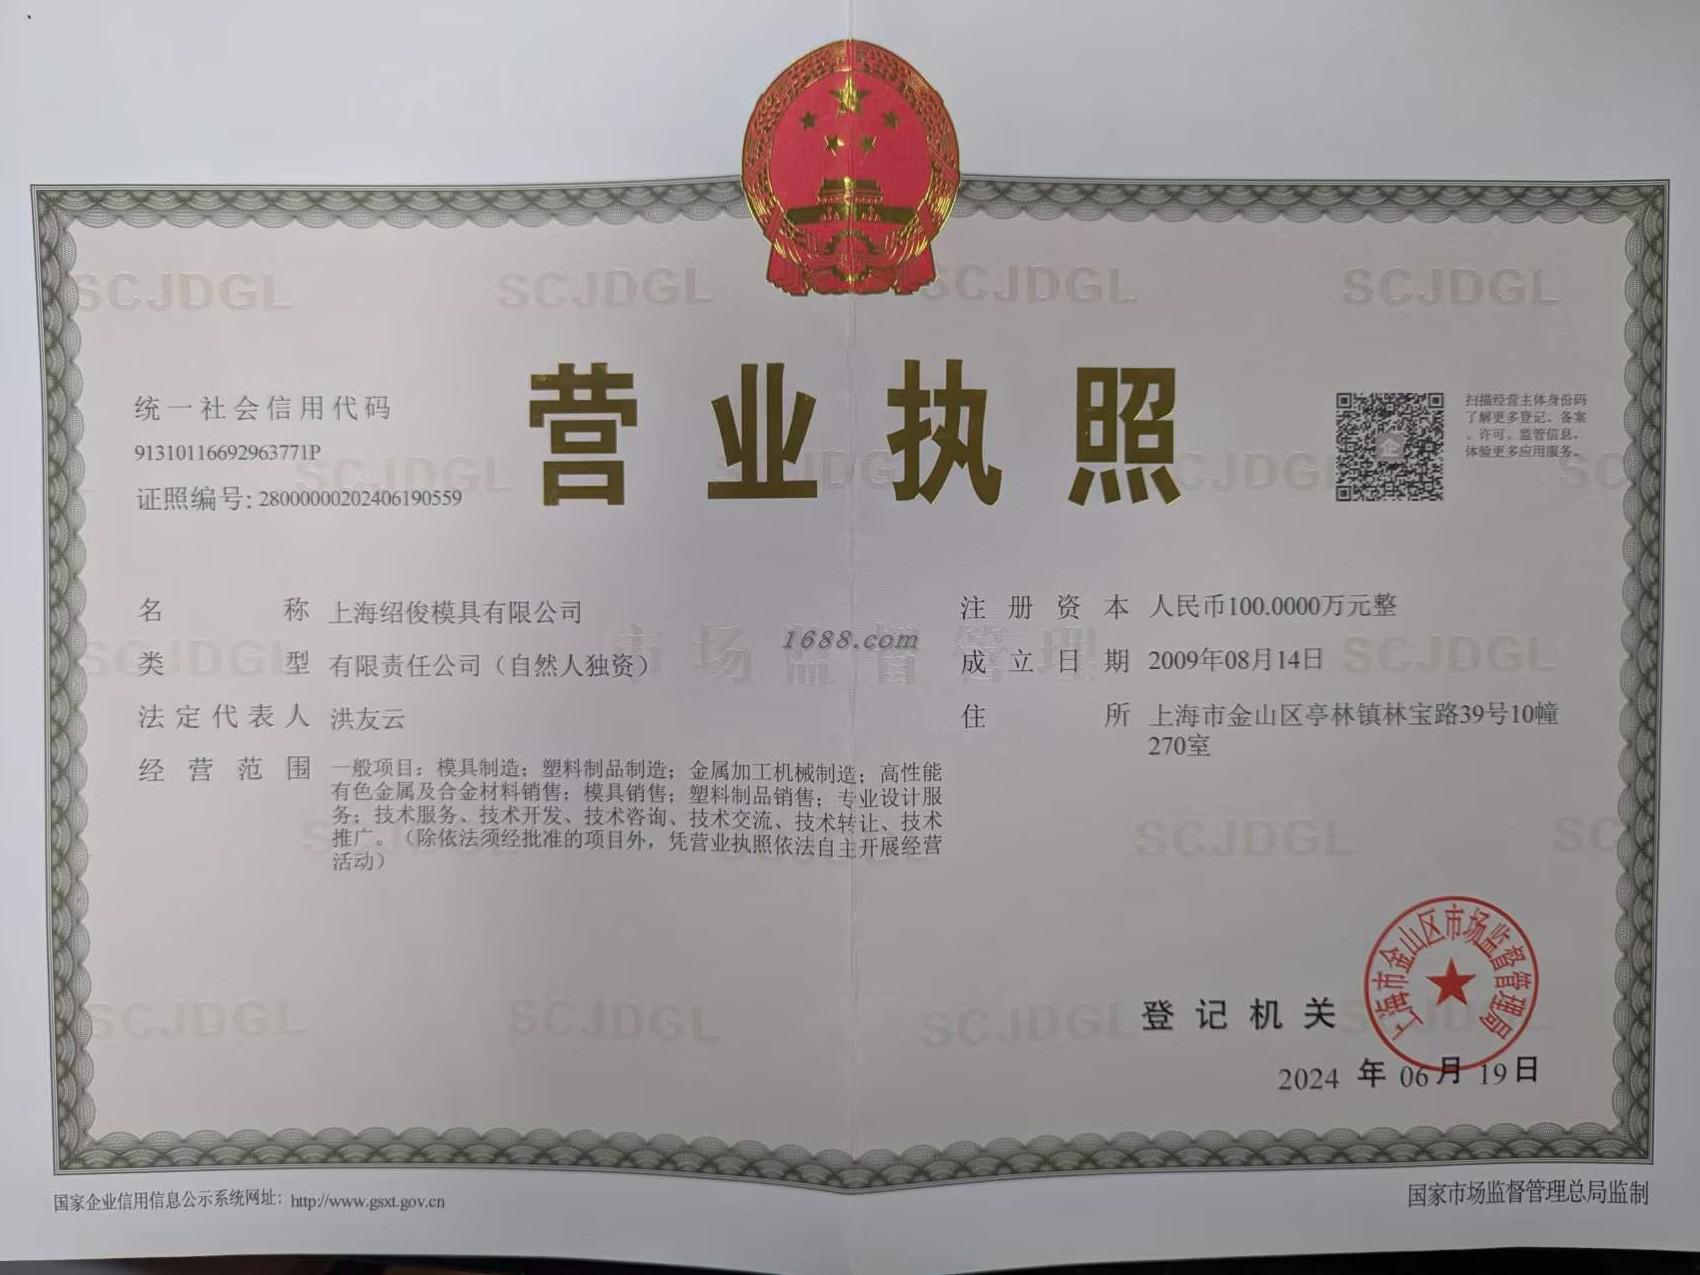 SCJDGL SCJDGL SCJDGL SCJDGL
营业执照
统一社会信用代码
91310116692963771P
证照编号: 28000000202406190559
扫描经营主体身份码
了解更多登记、备案
、许可、监管信息,
体验更多应用服务。
名称 上海绍俊模具有限公司
类型 有限责任公司（自然人独资）
法定代表人 洪友云
经营范围 一般项目：模具制造；塑料制品制造；金属加工机械制造；高性能
有色金属及合金材料销售；模具销售；塑料制品销售；专业设计服
务；技术服务、技术开发、技术咨询、技术交流、技术转让、技术
推广。（除依法须经批准的项目外，凭营业执照依法自主开展经营
活动）
注册资本 人民币100.0000万元整
成立日期 2009年08月14日
住所 上海市金山区亭林镇林宝路39号10幢
270室
市场监督管理
1688.com
SCJDGL SCJDGL
SCJDGL SCJDGL SCJDGL SCJDGL
登记机关
上海市金山区市场监督管理局
2024 年 06 月 19 日
国家企业信用信息公示系统网址：http://www.gsxt.gov.cn
国家市场监督管理总局监制